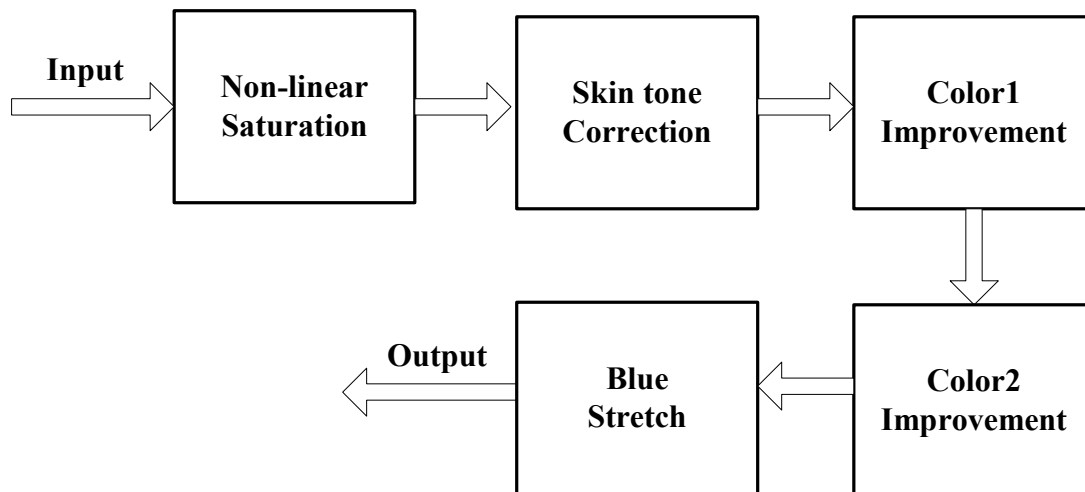 Input
Non-linear
Saturation
Skin tone
Correction
Color1
Improvement
Color2
Improvement
Blue
Stretch
Output